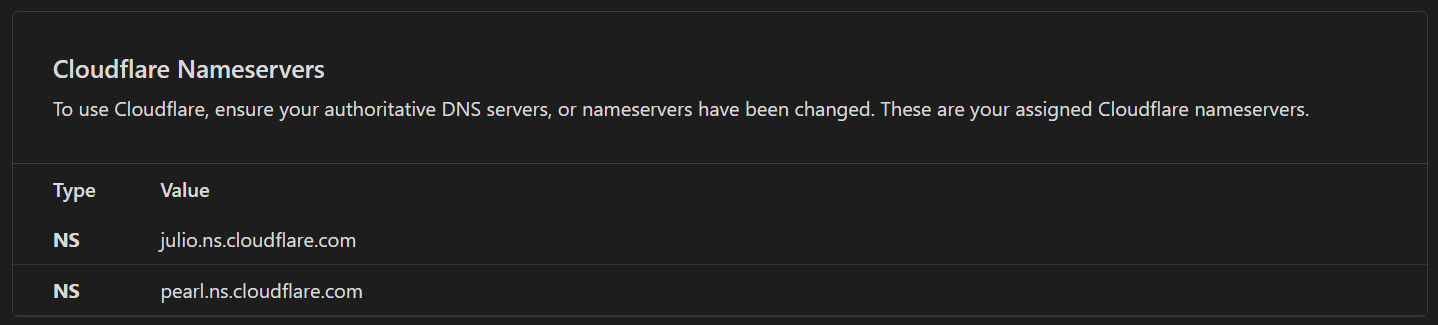 Cloudflare Nameservers
To use Cloudflare, ensure your authoritative DNS servers, or nameservers have been changed. These are your assigned Cloudflare nameservers.
Type Value
NS julio.ns.cloudflare.com
NS pearl.ns.cloudflare.com